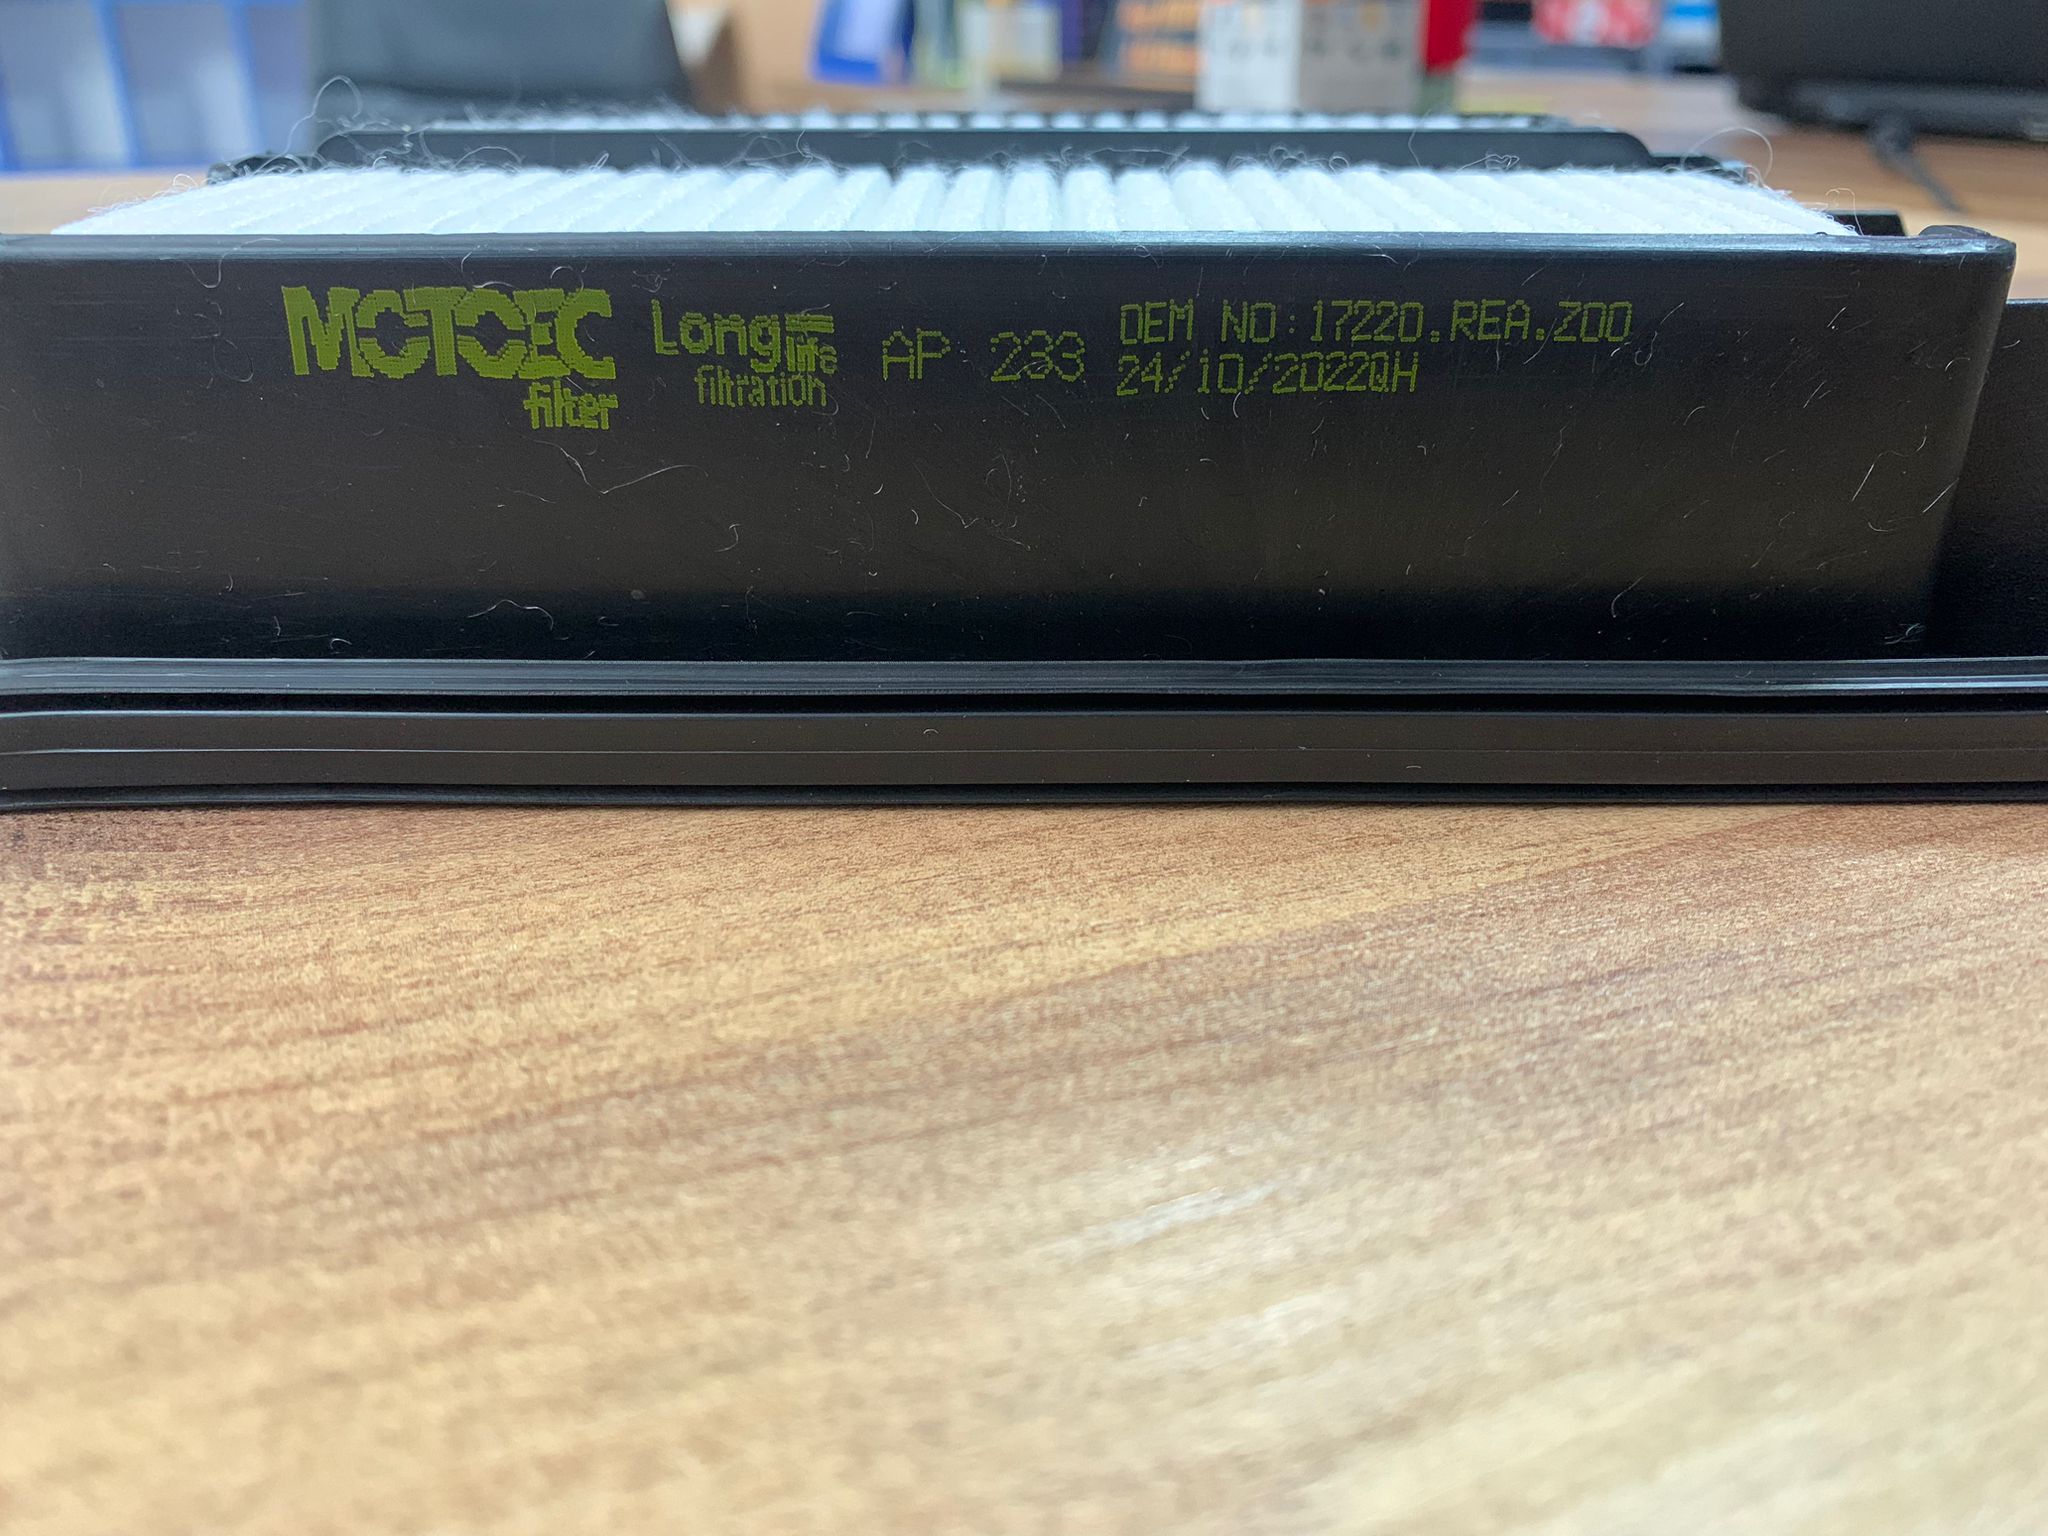 MOTOEC
filter
Long life
filtration
AP 233
OEM NO:17220.REA.Z00
24/10/2022QH